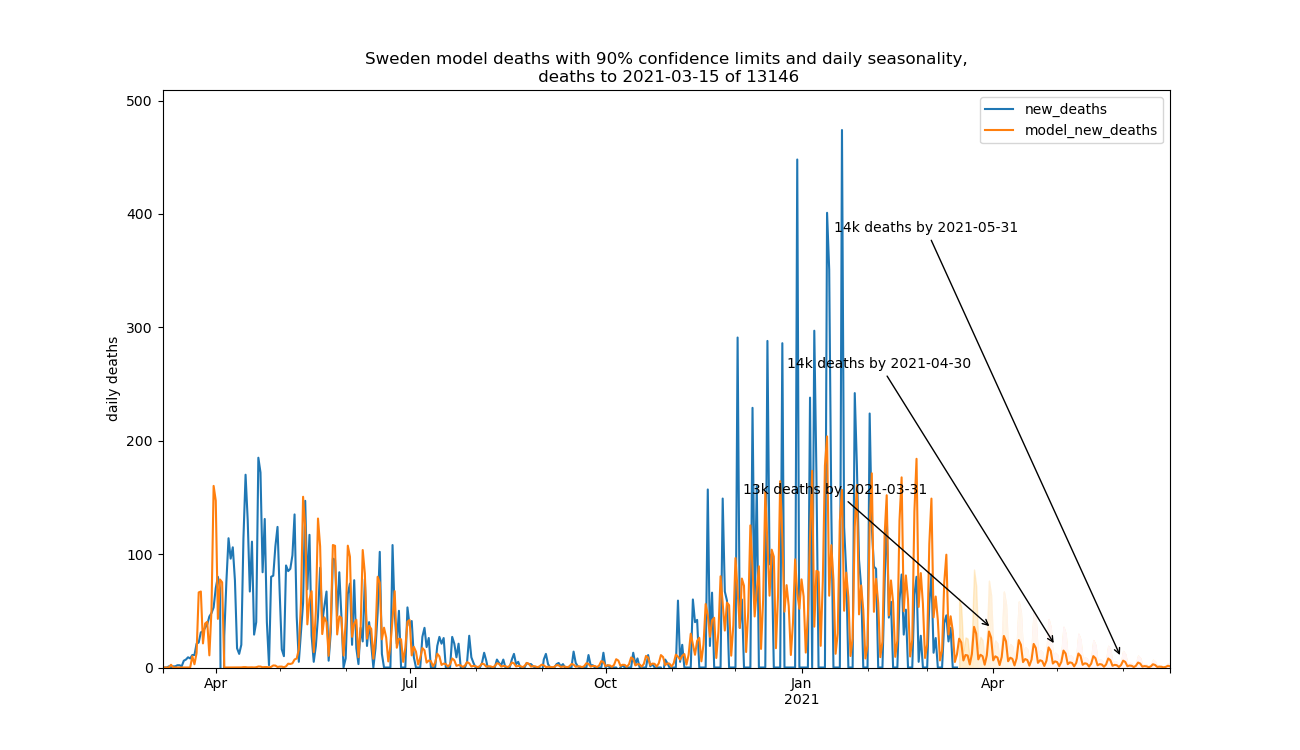 Sweden model deaths with 90% confidence limits and daily seasonality,
deaths to 2021-03-15 of 13146
500
400
300
200
100
0
daily deaths
new_deaths
model_new_deaths
14k deaths by 2021-05-31
14k deaths by 2021-04-30
13k deaths by 2021-03-31
Apr Jul Oct Jan Apr
2021